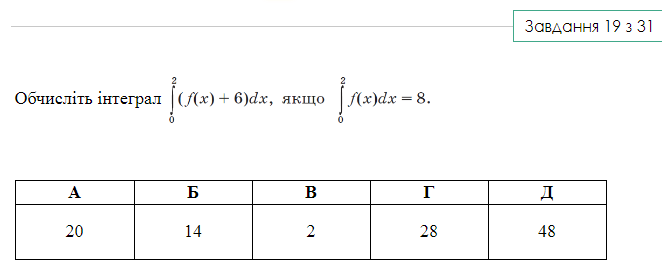 Завдання 19 з 31
Обчисліть інтеграл ∫₀² (f(x) + 6)dx, якщо ∫₀² f(x)dx = 8.
А Б В Г Д
20 14 2 28 48